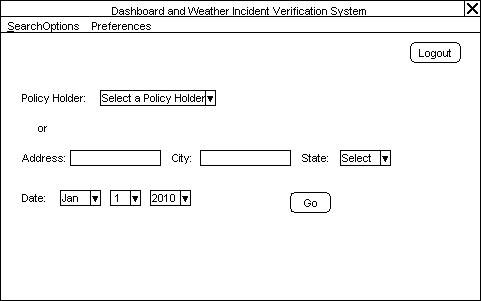 Dashboard and Weather Incident Verification System
SearchOptions Preferences
Logout
Policy Holder: Select a Policy Holder
or
Address: City: State: Select
Date: Jan 1 2010
Go